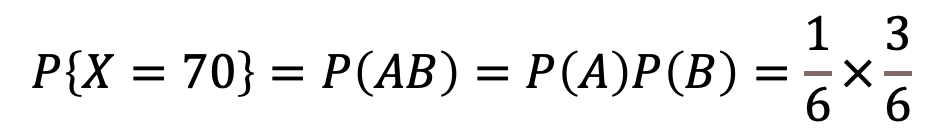 P{X = 70} = P(AB) = P(A)P(B) = 1/6 × 3/6